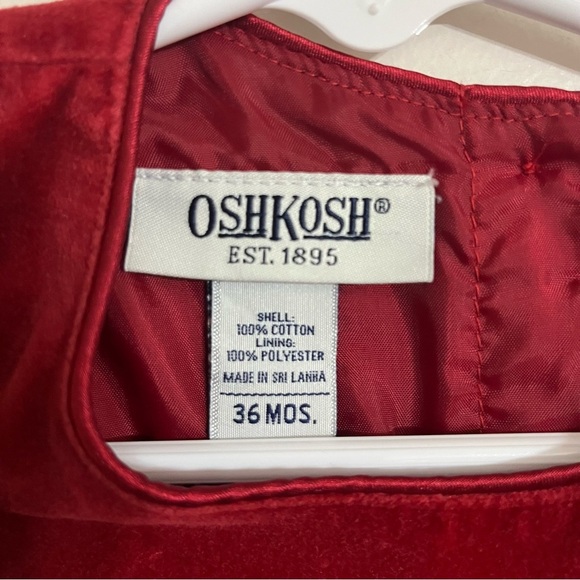 OSHKOSH®
EST. 1895
SHELL:
100% COTTON
LINING:
100% POLYESTER
MADE IN SRI LANKA
36 MOS.